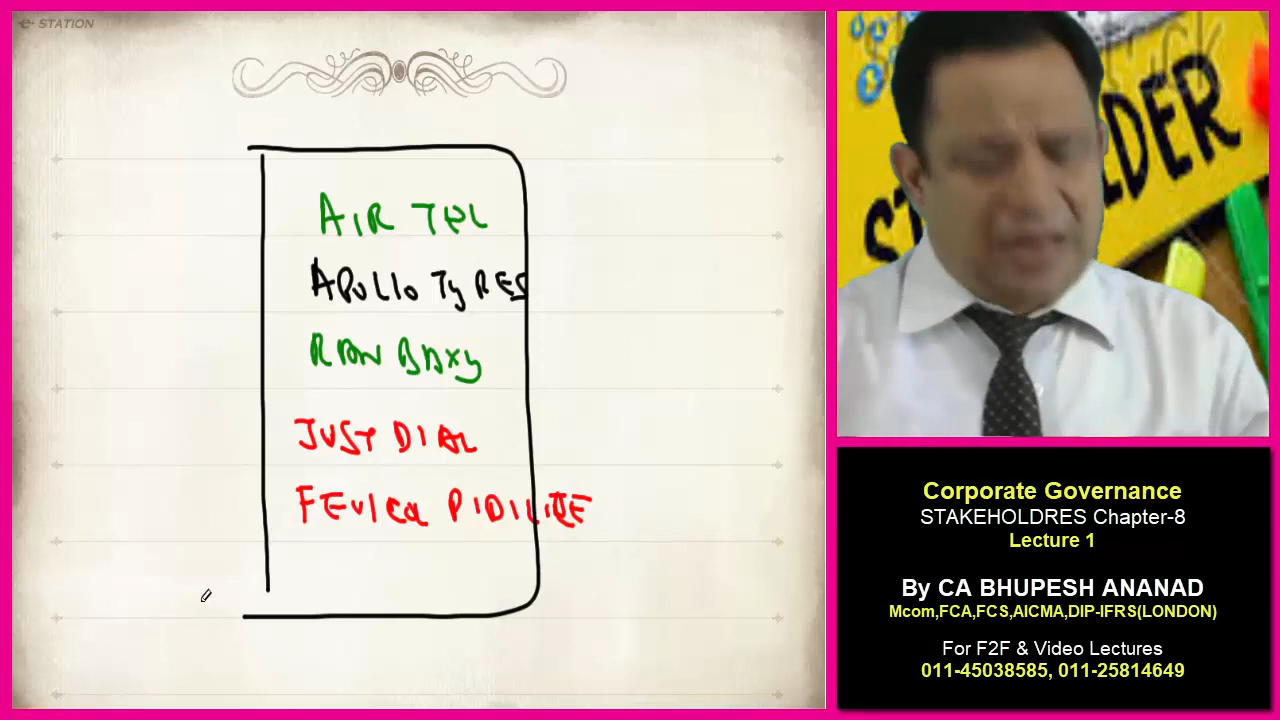 e- STATION
AIR TEL
APOLLO TYRES
RANBAXY
JUST DIAL
FEVICOL PIDILITE
Corporate Governance
STAKEHOLDRES Chapter-8
Lecture 1
By CA BHUPESH ANANAD
Mcom,FCA,FCS,AICMA,DIP-IFRS(LONDON)
For F2F & Video Lectures
011-45038585, 011-25814649